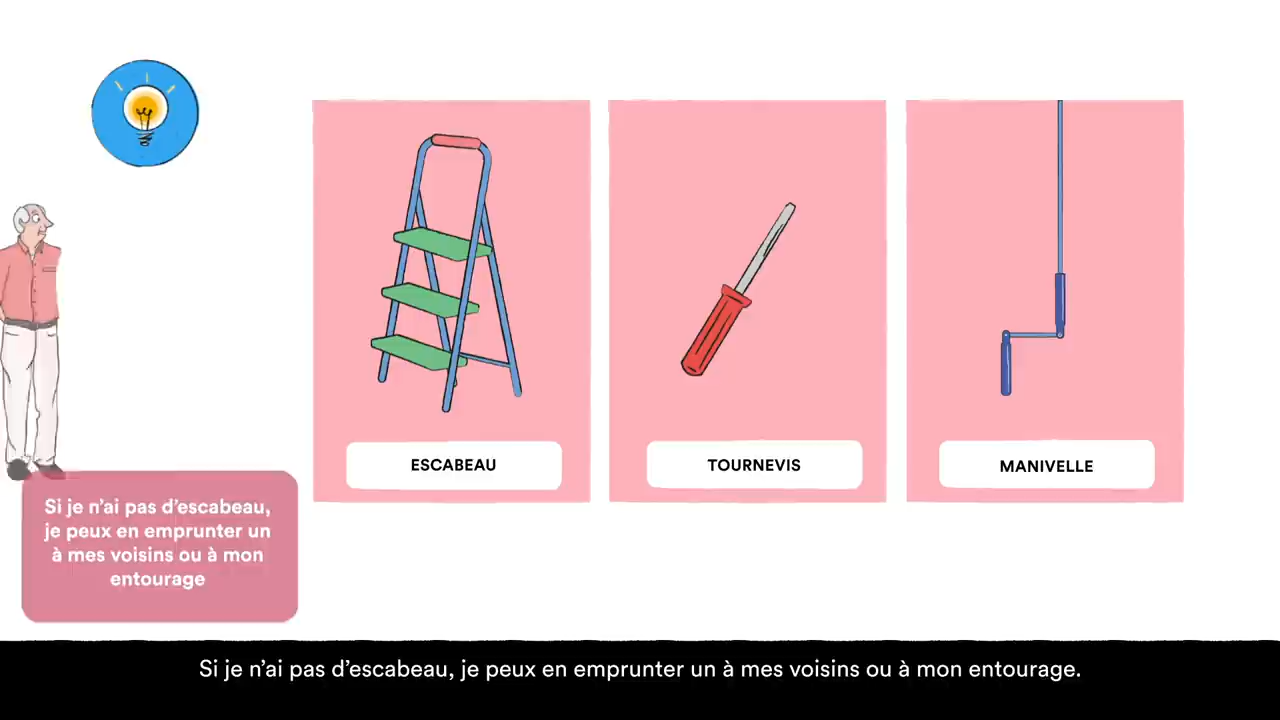 ESCABEAU
TOURNEVIS
MANIVELLE
Si je n’ai pas d’escabeau,
je peux en emprunter un
à mes voisins ou à mon
entourage
Si je n’ai pas d’escabeau, je peux en emprunter un à mes voisins ou à mon entourage.